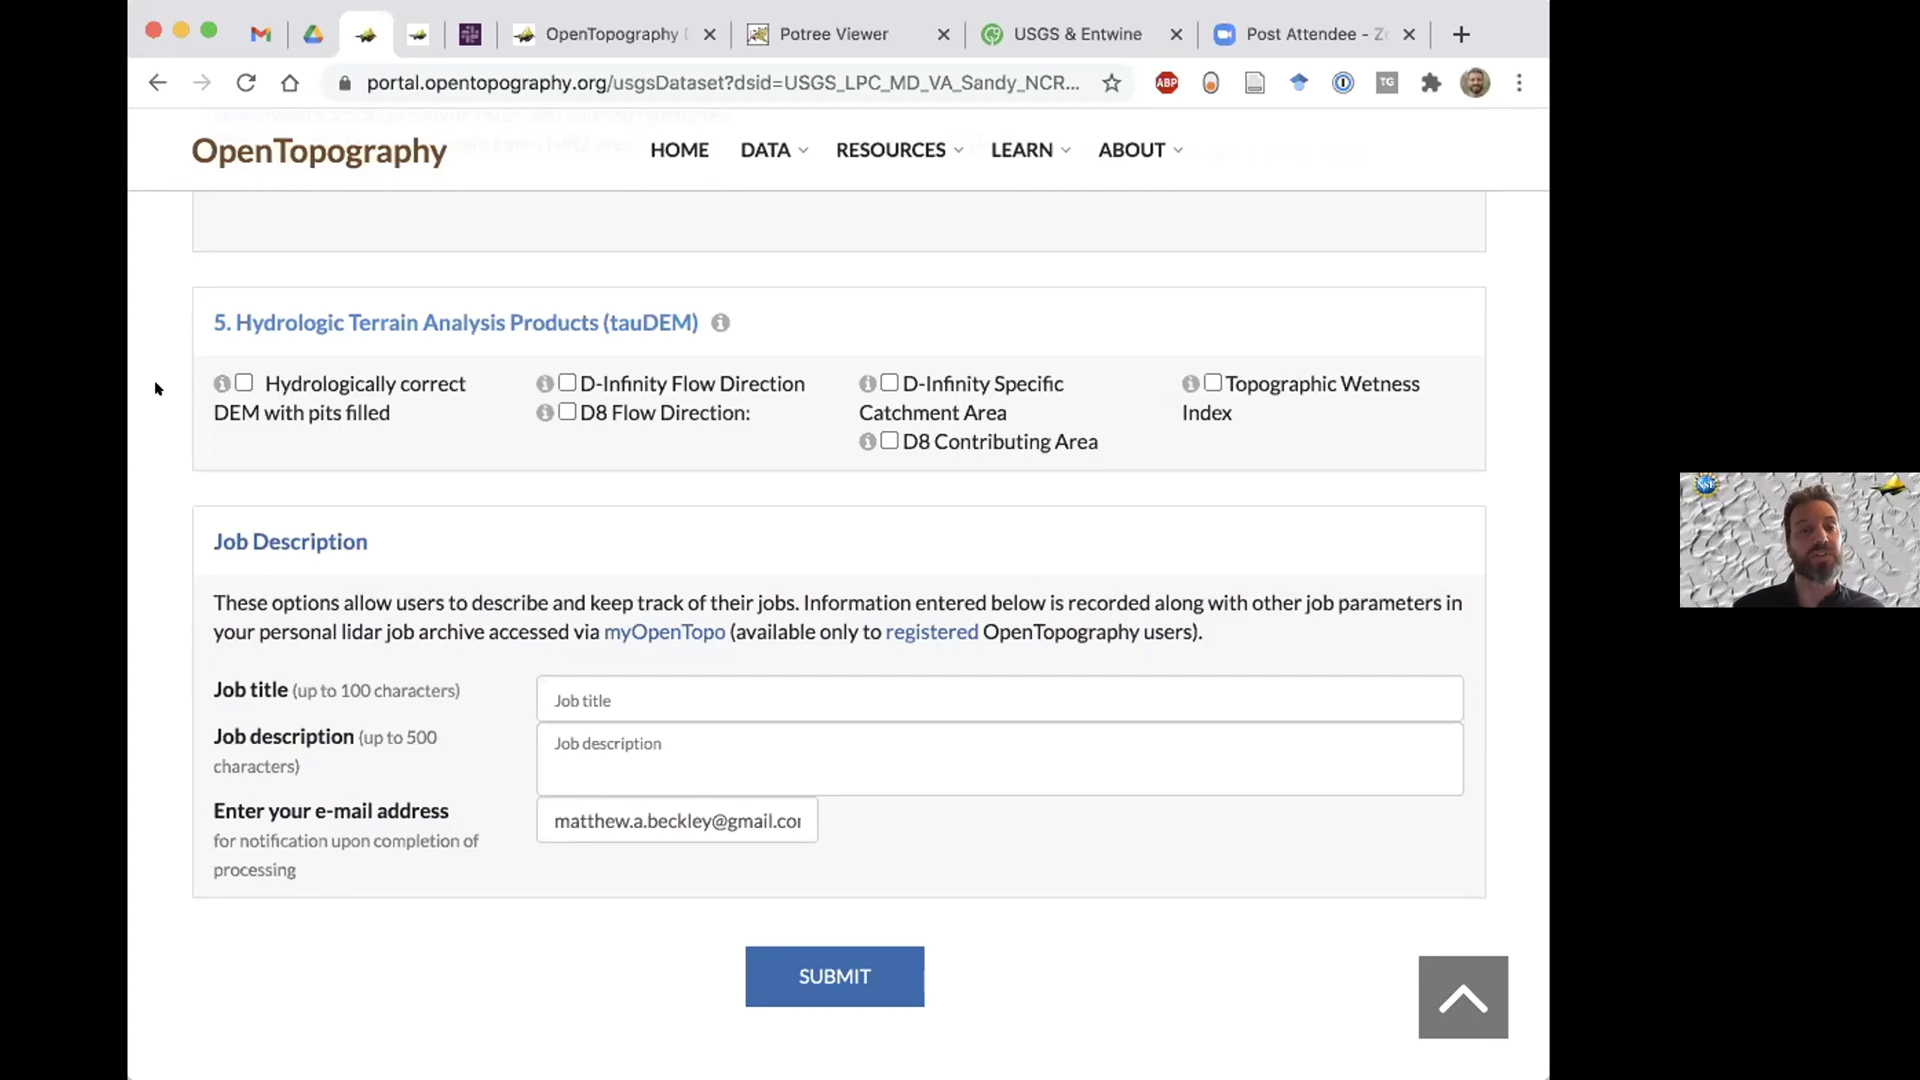 OpenTopography D
Potree Viewer
USGS & Entwine
Post Attendee - Z
portal.opentopography.org/usgsDataset?dsid=USGS_LPC_MD_VA_Sandy_NCR...
ABP
TG
OpenTopography
HOME
DATA
RESOURCES
LEARN
ABOUT
5. Hydrologic Terrain Analysis Products (tauDEM)
Hydrologically correct
DEM with pits filled
D-Infinity Flow Direction
D8 Flow Direction:
D-Infinity Specific
Catchment Area
D8 Contributing Area
Topographic Wetness
Index
Job Description
These options allow users to describe and keep track of their jobs. Information entered below is recorded along with other job parameters in
your personal lidar job archive accessed via myOpenTopo (available only to registered OpenTopography users).
Job title (up to 100 characters)
Job title
Job description (up to 500
characters)
Job description
Enter your e-mail address
for notification upon completion of
processing
matthew.a.beckley@gmail.co
SUBMIT
NSF